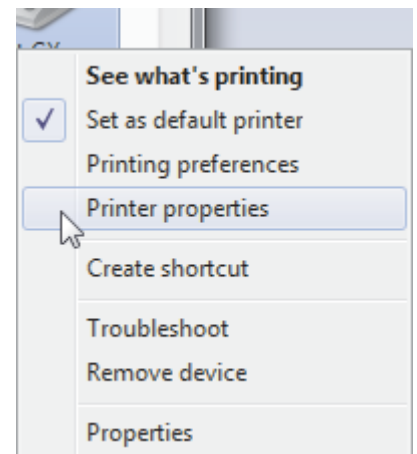 See what's printing
Set as default printer
Printing preferences
Printer properties
Create shortcut
Troubleshoot
Remove device
Properties